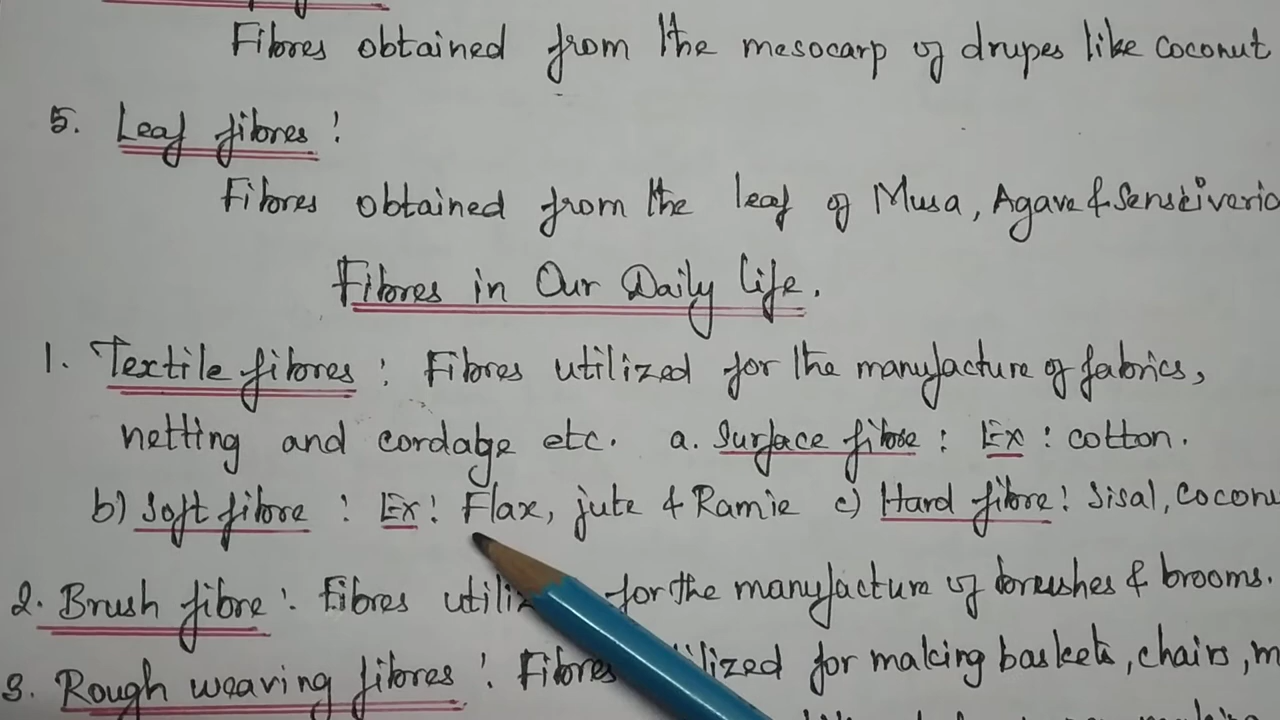 Fibres obtained from the mesocarp of drupes like coconut
5. Leaf fibres :
Fibres obtained from the leaf of Musa, Agave & Senseivaria
Fibres in Our Daily life.
1. Textile fibres : Fibres utilized for the manufacture of fabrics,
netting and cordage etc. a. Surface fibre : Ex : cotton.
b) Soft fibre : Ex : Flax, jute & Ramie c) Hard fibre : Sisal, Coconu
2. Brush fibre : Fibres utiliz for the manufacture of brushes & brooms.
3. Rough weaving fibres : Fibres utilized for making baskets, chairs, m